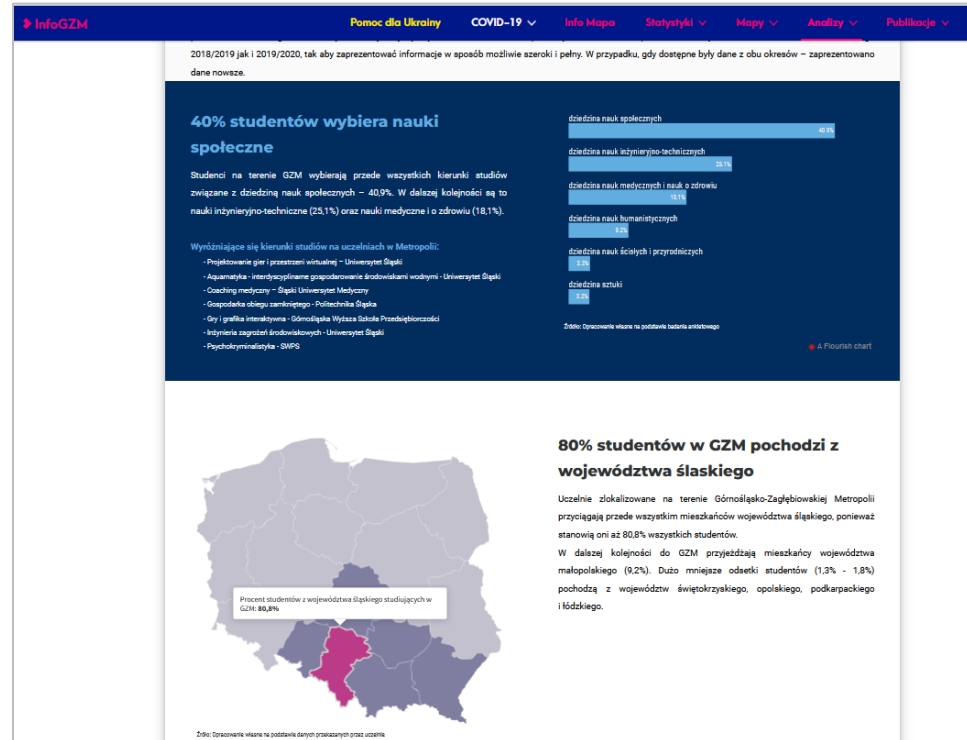 InfoGZM
Pomoc dla Ukrainy
COVID-19
Info Mapa
Statystyki
Mapy
Analizy
Publikacje
2018/2019 jak i 2019/2020, tak aby zaprezentować informacje w sposób możliwie szeroki i pełny. W przypadku, gdy dostępne były dane z obu okresów – zaprezentowano
dane nowsze.
40% studentów wybiera nauki
społeczne
Studenci na terenie GZM wybierają przede wszystkich kierunki studiów
związane z dziedziną nauk społecznych – 40,9%. W dalszej kolejności są to
nauki inżynieryjno-techniczne (25,1%) oraz nauki medyczne i o zdrowiu (18,1%).
Wyróżniające się kierunki studiów na uczelniach w Metropolii:
- Projektowanie gier i przestrzeni wirtualnej – Uniwersytet Śląski
- Aquamatyka - interdyscyplinarne gospodarowanie środowiskami wodnymi - Uniwersytet Śląski
- Coaching medyczny – Śląski Uniwersytet Medyczny
- Gospodarka obiegu zamkniętego - Politechnika Śląska
- Gry i grafika interaktywna - Górnośląska Wyższa Szkoła Przedsiębiorczości
- Inżynieria zagrożeń środowiskowych - Uniwersytet Śląski
- Psychokryminalistyka - SWPS
dziedzina nauk społecznych
40.9%
dziedzina nauk inżynieryjno-technicznych
25.1%
dziedzina nauk medycznych i nauk o zdrowiu
18.1%
dziedzina nauk humanistycznych
9.2%
dziedzina nauk ścisłych i przyrodniczych
3.3%
dziedzina sztuki
3.3%
Źródło: Opracowanie własne na podstawie badania ankietowego
A Flourish chart
Procent studentów z województwa śląskiego studiujących w
GZM: 80,8%
Źrdło: Opracowanie własne na podstawie danych przekazanych przez uczelnie
80% studentów w GZM pochodzi z
województwa ślaskiego
Uczelnie zlokalizowane na terenie Górnośląsko-Zagłębiowskiej Metropolii
przyciągają przede wszystkim mieszkańców województwa śląskiego, ponieważ
stanowią oni aż 80,8% wszystkich studentów.
W dalszej kolejności do GZM przyjeżdżają mieszkańcy województwa
małopolskiego (9,2%). Dużo mniejsze odsetki studentów (1,3% - 1,8%)
pochodzą z województw świętokrzyskiego, opolskiego, podkarpackiego
i łódzkiego.